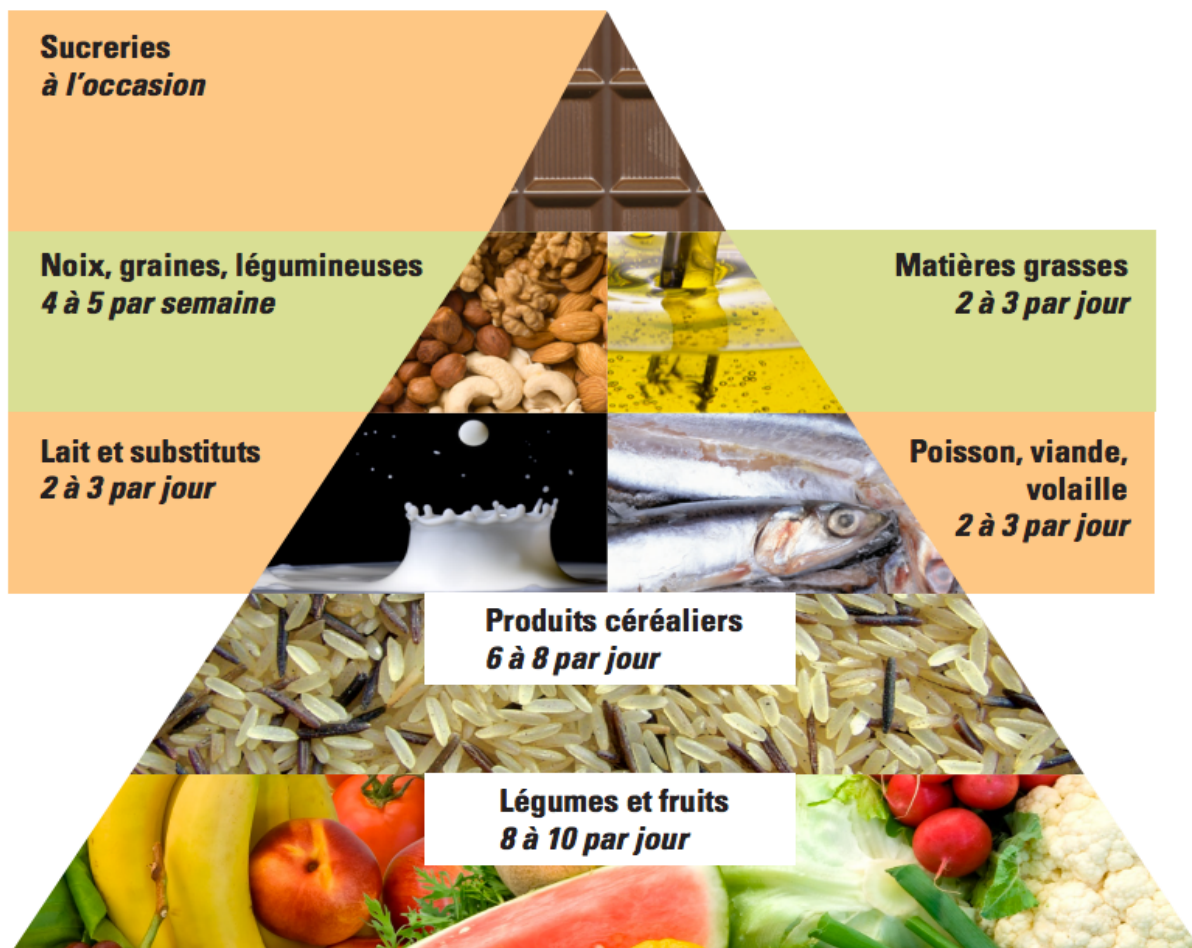 Sucreries
à l'occasion
Noix, graines, légumineuses
4 à 5 par semaine
Matières grasses
2 à 3 par jour
Lait et substituts
2 à 3 par jour
Poisson, viande,
volaille
2 à 3 par jour
Produits céréaliers
6 à 8 par jour
Légumes et fruits
8 à 10 par jour